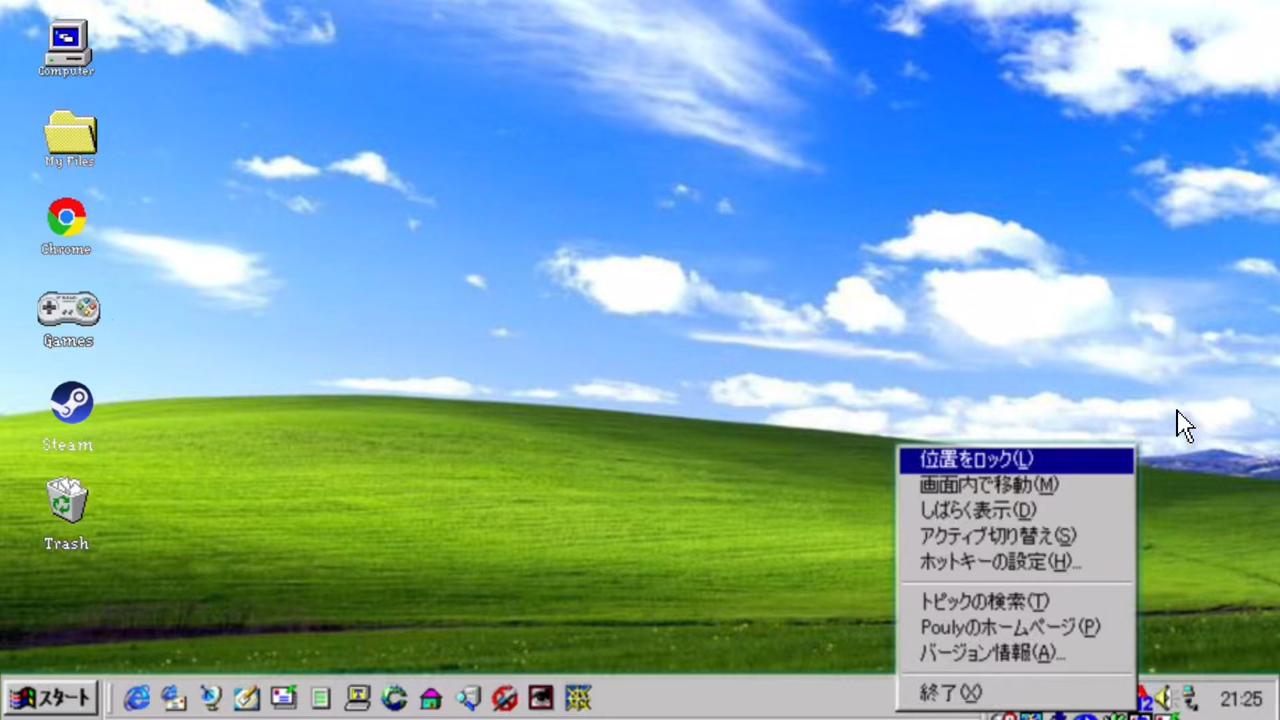 Computer
My Files
Chrome
Games
Steam
Trash
位置をロック(L)
画面内で移動(M)
しばらく表示(D)
アクティブ切り替え(S)
ホットキーの設定(H)...
トピックの検索(T)
Poulyのホームページ(P)
バージョン情報(A)...
終了(X)
スタート
12
21:25